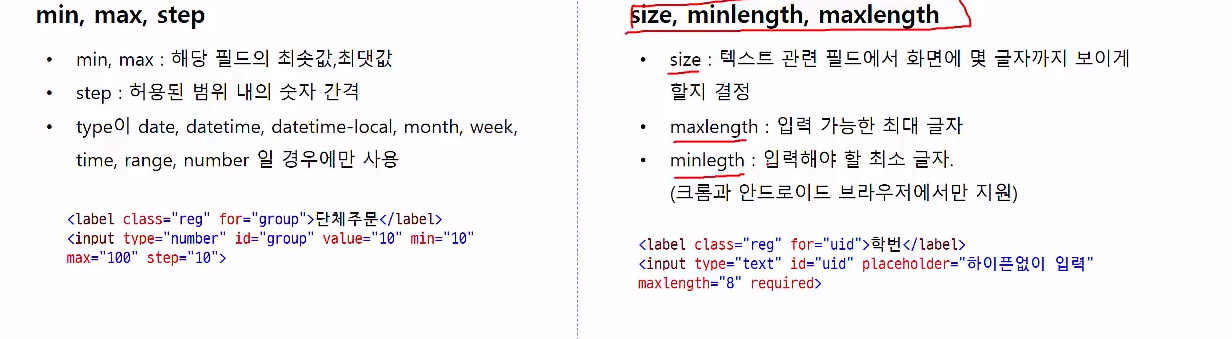 min, max, step
• min, max : 해당 필드의 최솟값,최댓값
• step : 허용된 범위 내의 숫자 간격
• type이 date, datetime, datetime-local, month, week,
time, range, number 일 경우에만 사용
<label class="reg" for="group">단체주문</label>
<input type="number" id="group" value="10" min="10"
max="100" step="10">
size, minlength, maxlength
• size : 텍스트 관련 필드에서 화면에 몇 글자까지 보이게
할지 결정
• maxlength : 입력 가능한 최대 글자
• minlegth : 입력해야 할 최소 글자.
(크롬과 안드로이드 브라우저에서만 지원)
<label class="reg" for="uid">학번</label>
<input type="text" id="uid" placeholder="하이픈없이 입력"
maxlength="8" required>